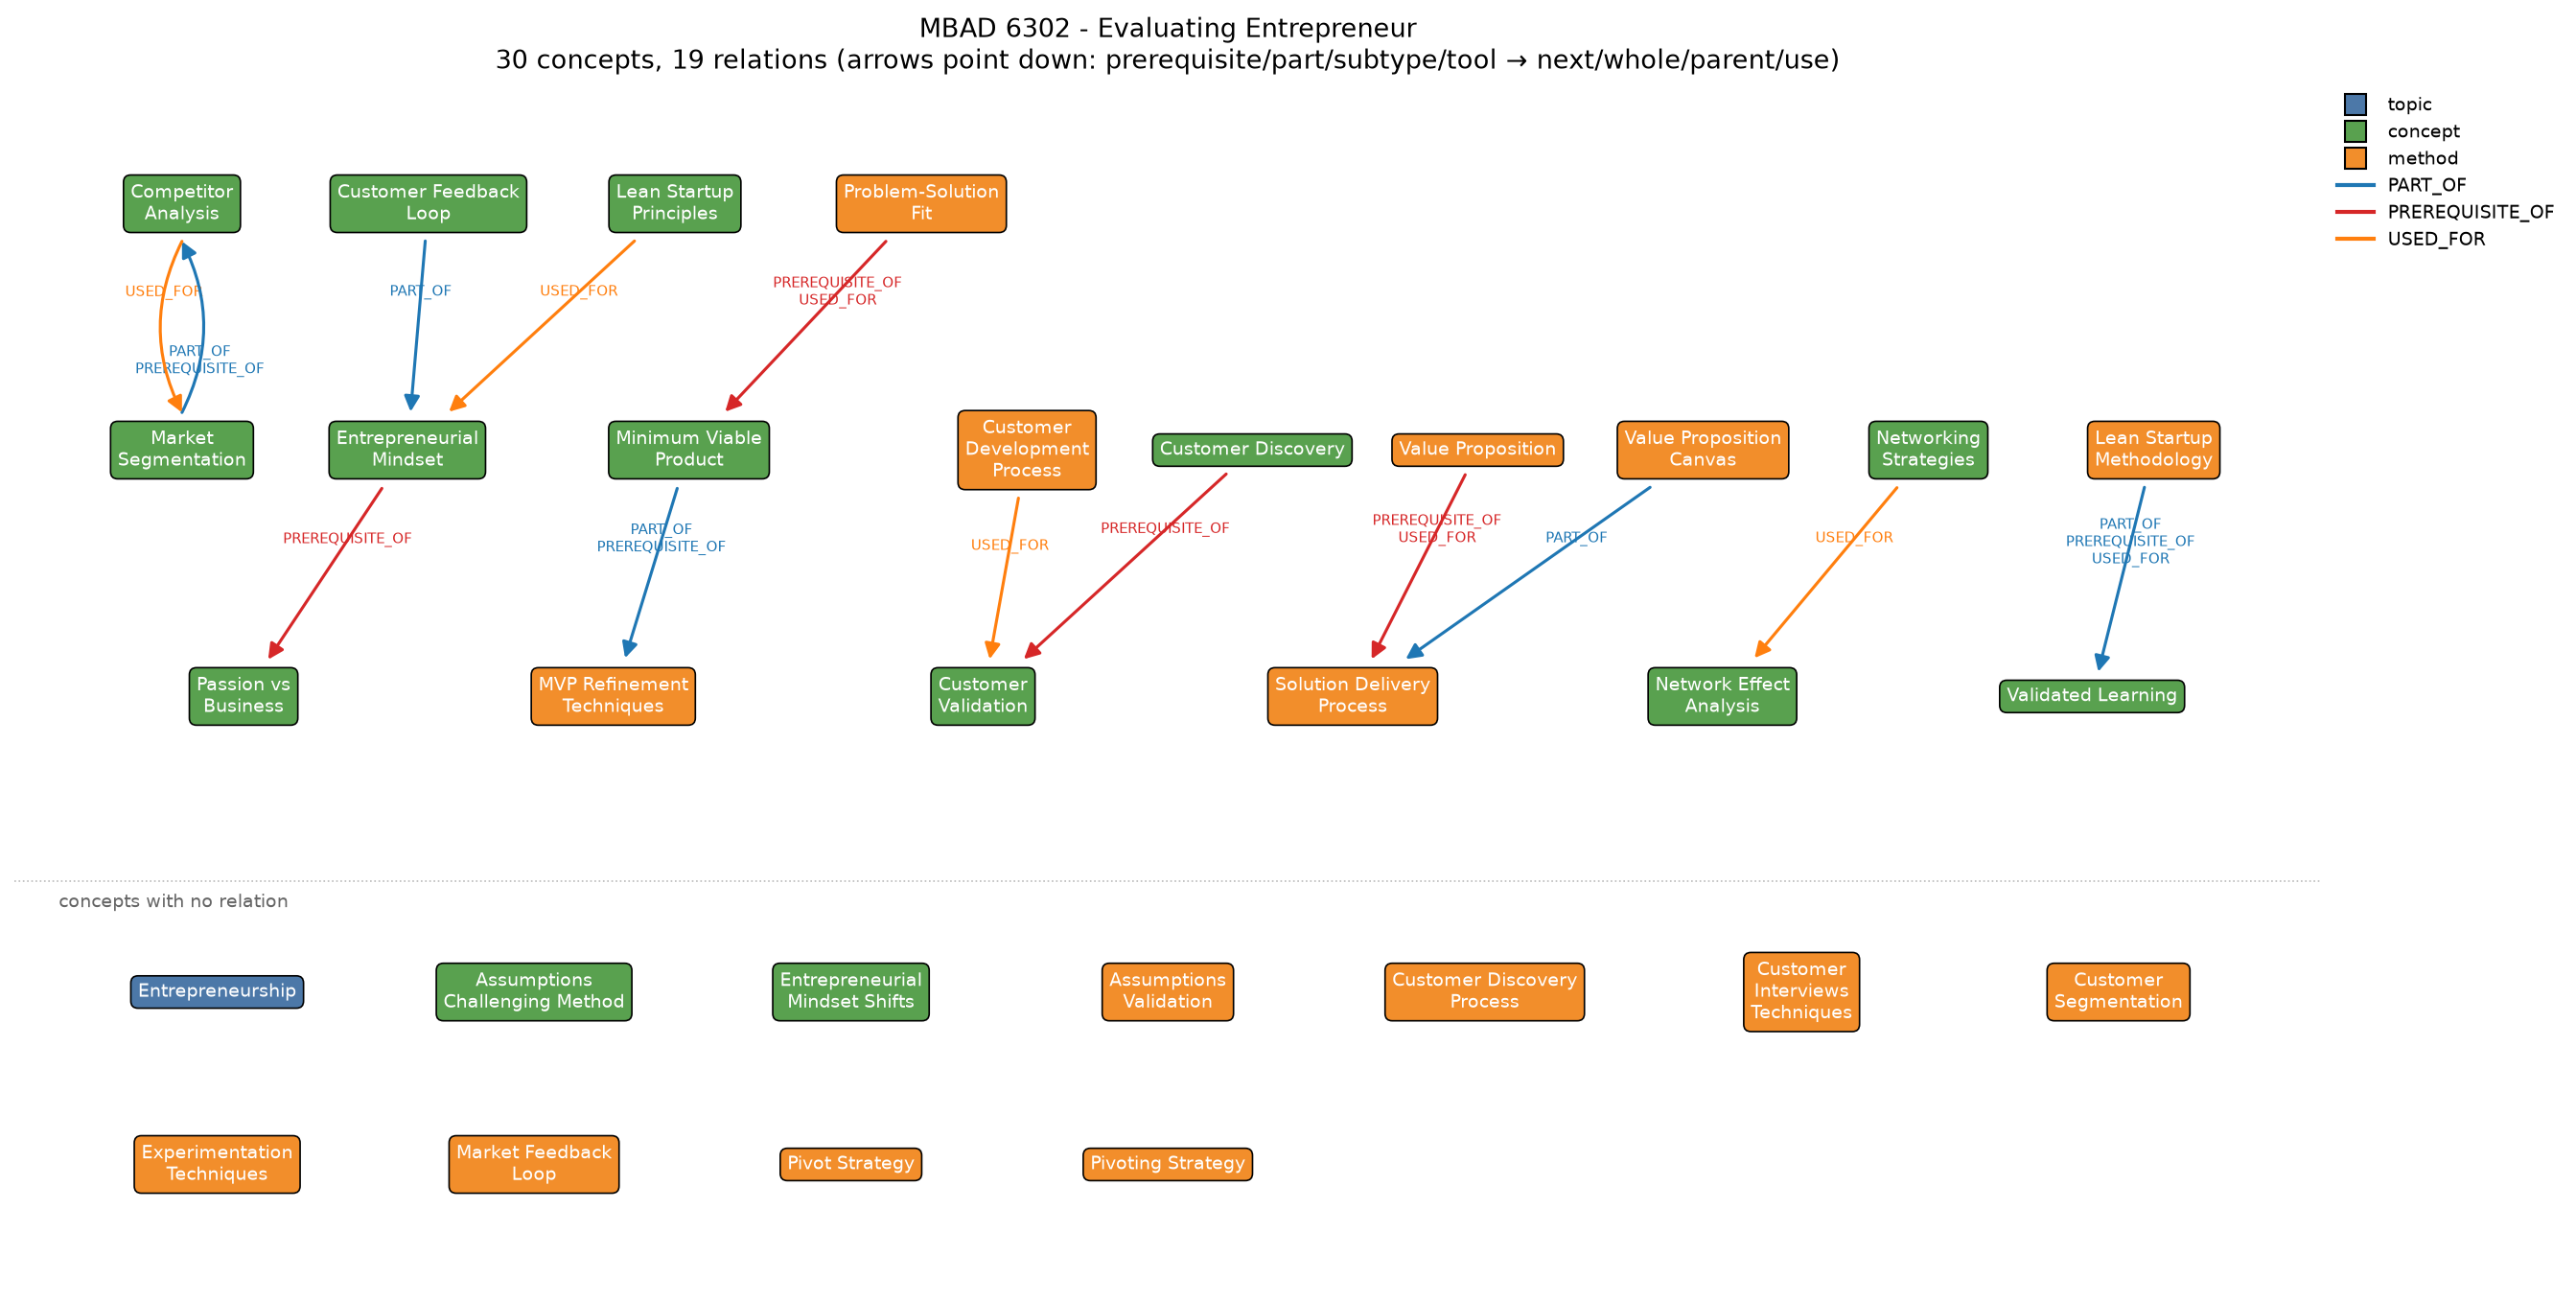 MBAD 6302 - Evaluating Entrepreneur
30 concepts, 19 relations (arrows point down: prerequisite/part/subtype/tool → next/whole/parent/use)
topic
concept
method
PART_OF
PREREQUISITE_OF
USED_FOR
Competitor
Analysis
Customer Feedback
Loop
Lean Startup
Principles
Problem-Solution
Fit
USED_FOR
PART_OF
USED_FOR
PREREQUISITE_OF
USED_FOR
PART_OF
PREREQUISITE_OF
Market
Segmentation
Entrepreneurial
Mindset
Minimum Viable
Product
Customer
Development
Process
Customer Discovery
Value Proposition
Value Proposition
Canvas
Networking
Strategies
Lean Startup
Methodology
PREREQUISITE_OF
PART_OF
PREREQUISITE_OF
USED_FOR
PREREQUISITE_OF
PREREQUISITE_OF
USED_FOR
PART_OF
USED_FOR
PART_OF
PREREQUISITE_OF
USED_FOR
Passion vs
Business
MVP Refinement
Techniques
Customer
Validation
Solution Delivery
Process
Network Effect
Analysis
Validated Learning
concepts with no relation
Entrepreneurship
Assumptions
Challenging Method
Entrepreneurial
Mindset Shifts
Assumptions
Validation
Customer Discovery
Process
Customer
Interviews
Techniques
Customer
Segmentation
Experimentation
Techniques
Market Feedback
Loop
Pivot Strategy
Pivoting Strategy